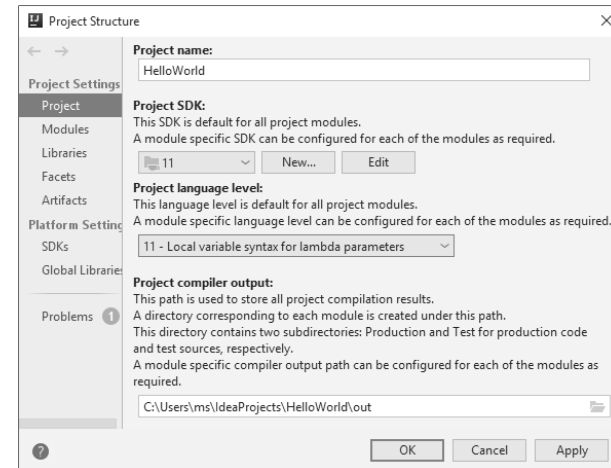 Project Structure
Project name:
HelloWorld
Project Settings
Project
Modules
Libraries
Facets
Artifacts
Platform Setting
SDKs
Global Libraries
Problems 1
Project SDK:
This SDK is default for all project modules.
A module specific SDK can be configured for each of the modules as required.
11 New... Edit
Project language level:
This language level is default for all project modules.
A module specific language level can be configured for each of the modules as required.
11 - Local variable syntax for lambda parameters
Project compiler output:
This path is used to store all project compilation results.
A directory corresponding to each module is created under this path.
This directory contains two subdirectories: Production and Test for production code
and test sources, respectively.
A module specific compiler output path can be configured for each of the modules as
required.
C:\Users\ms\IdeaProjects\HelloWorld\out
? OK Cancel Apply